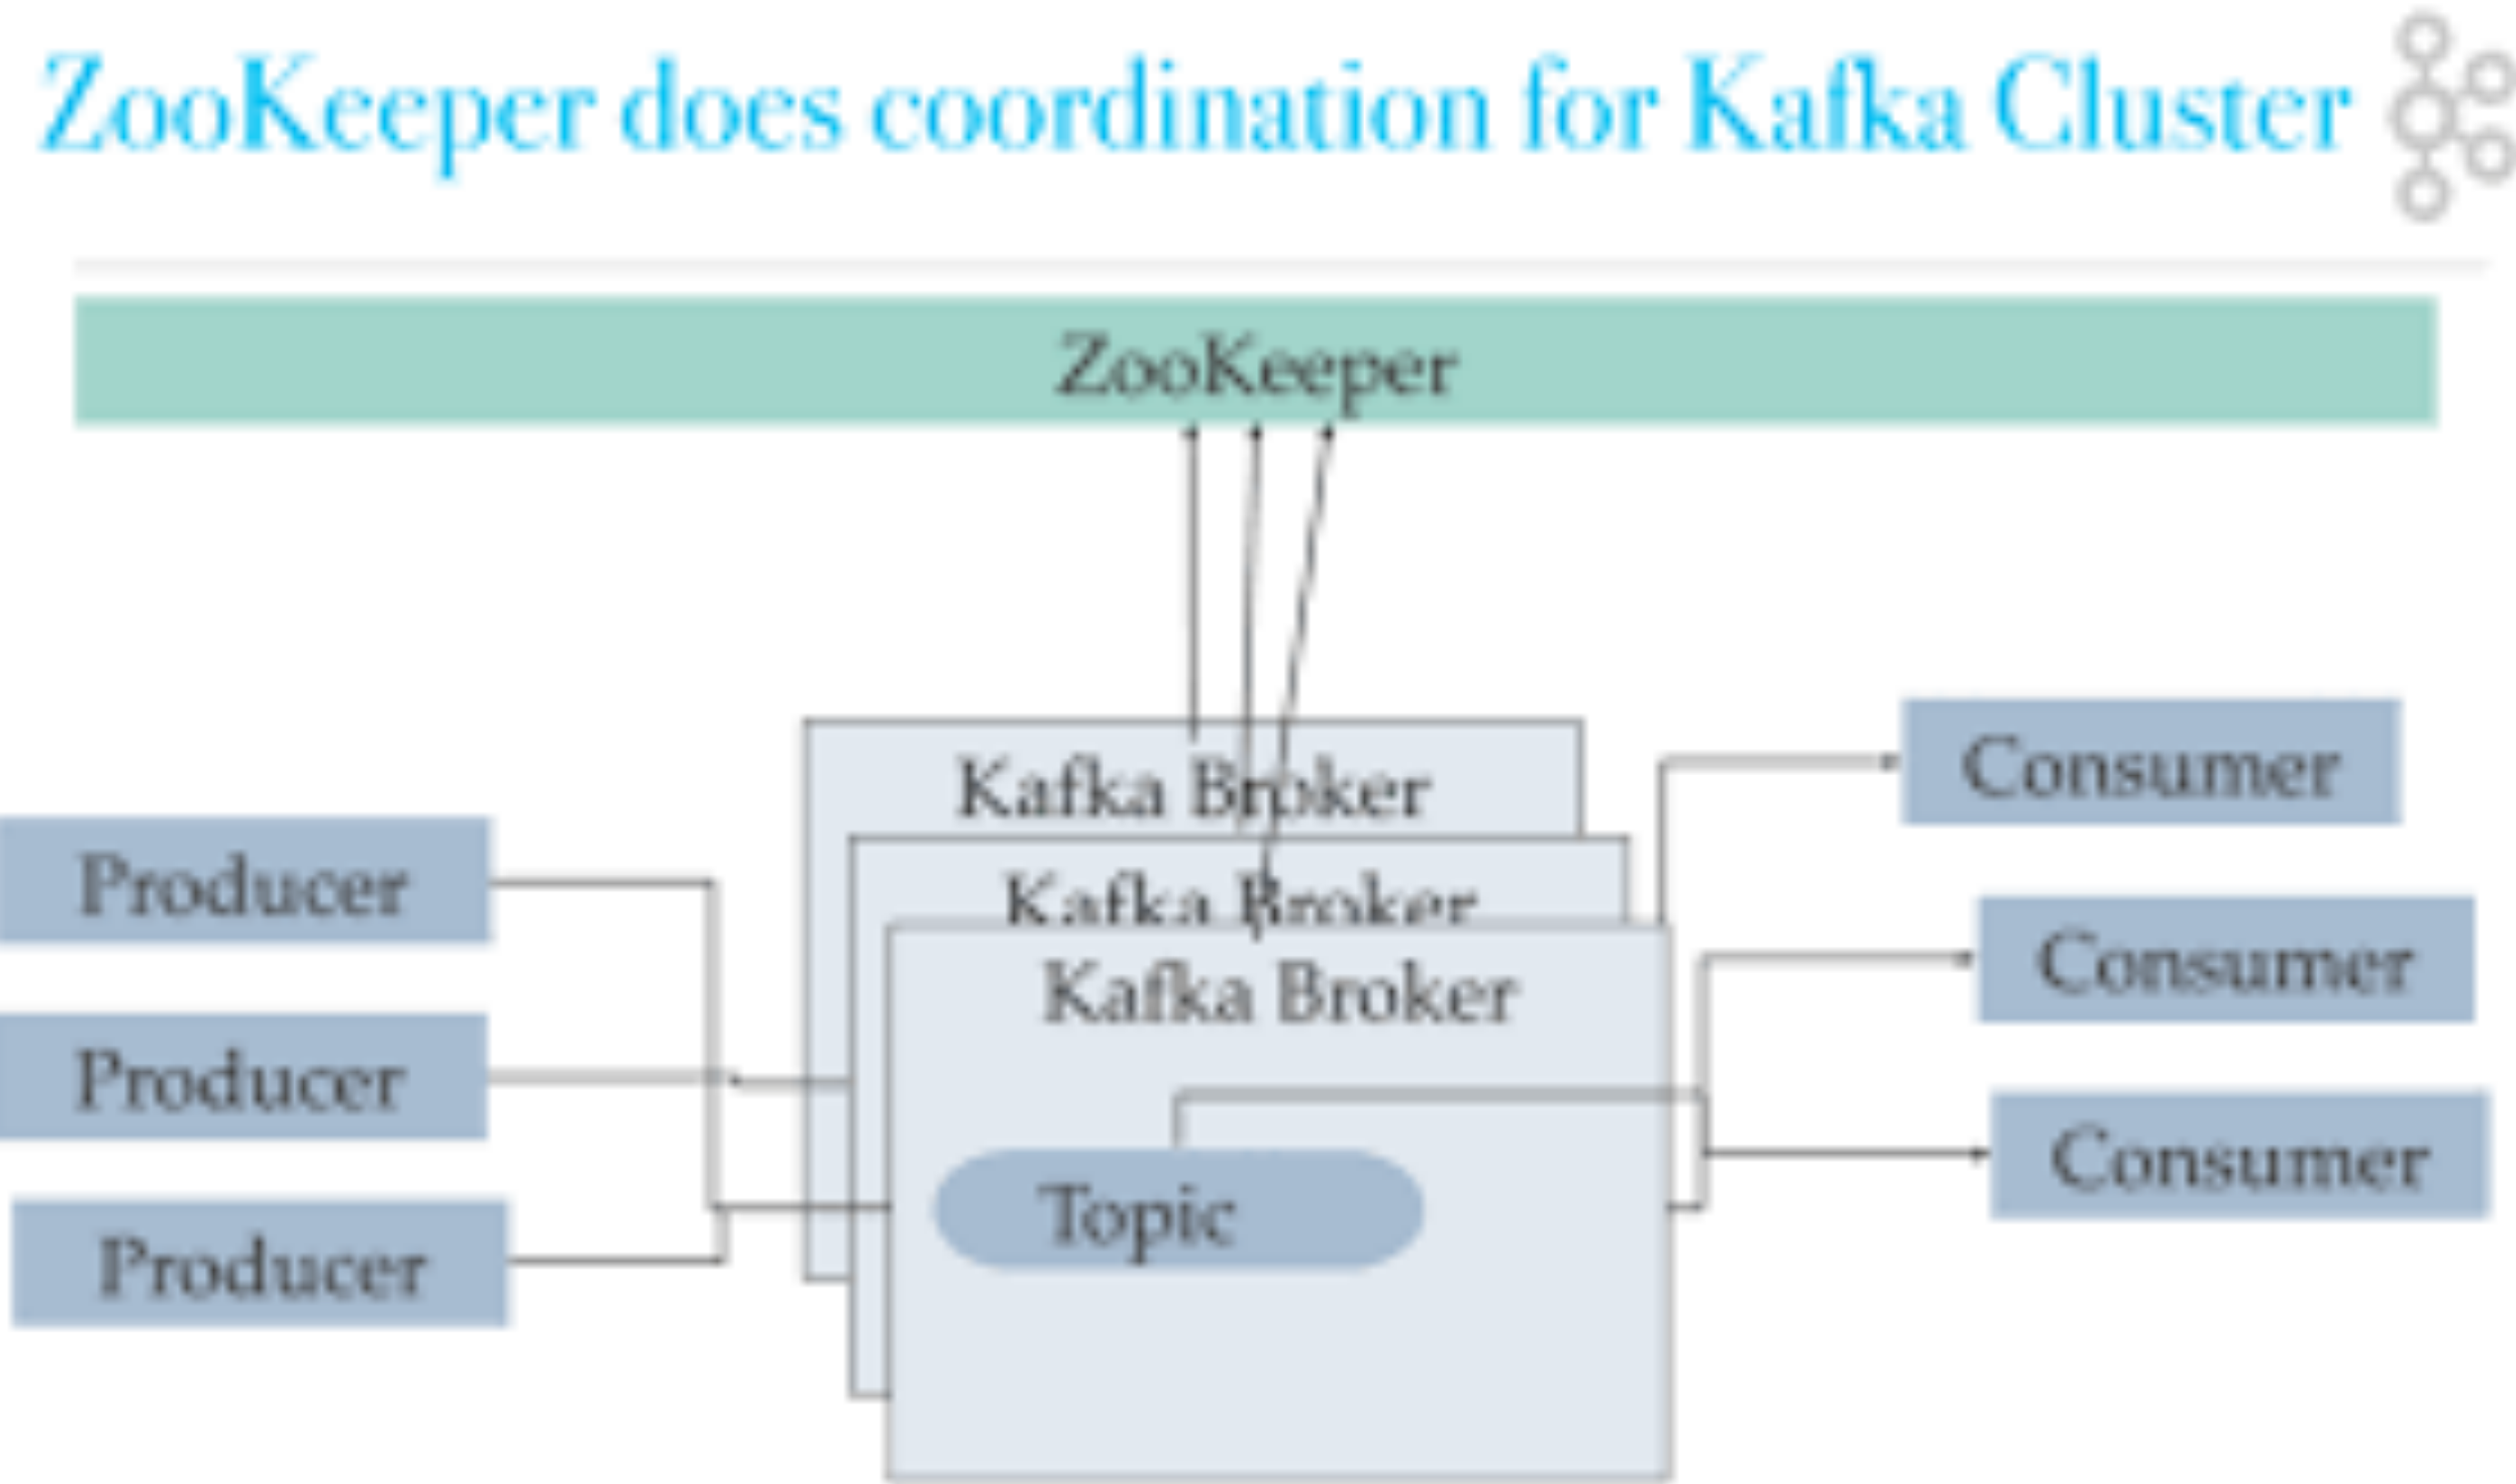 ZooKeeper does coordination for Kafka Cluster
ZooKeeper
Kafka Broker
Kafka Broker
Kafka Broker
Topic
Producer
Producer
Producer
Consumer
Consumer
Consumer